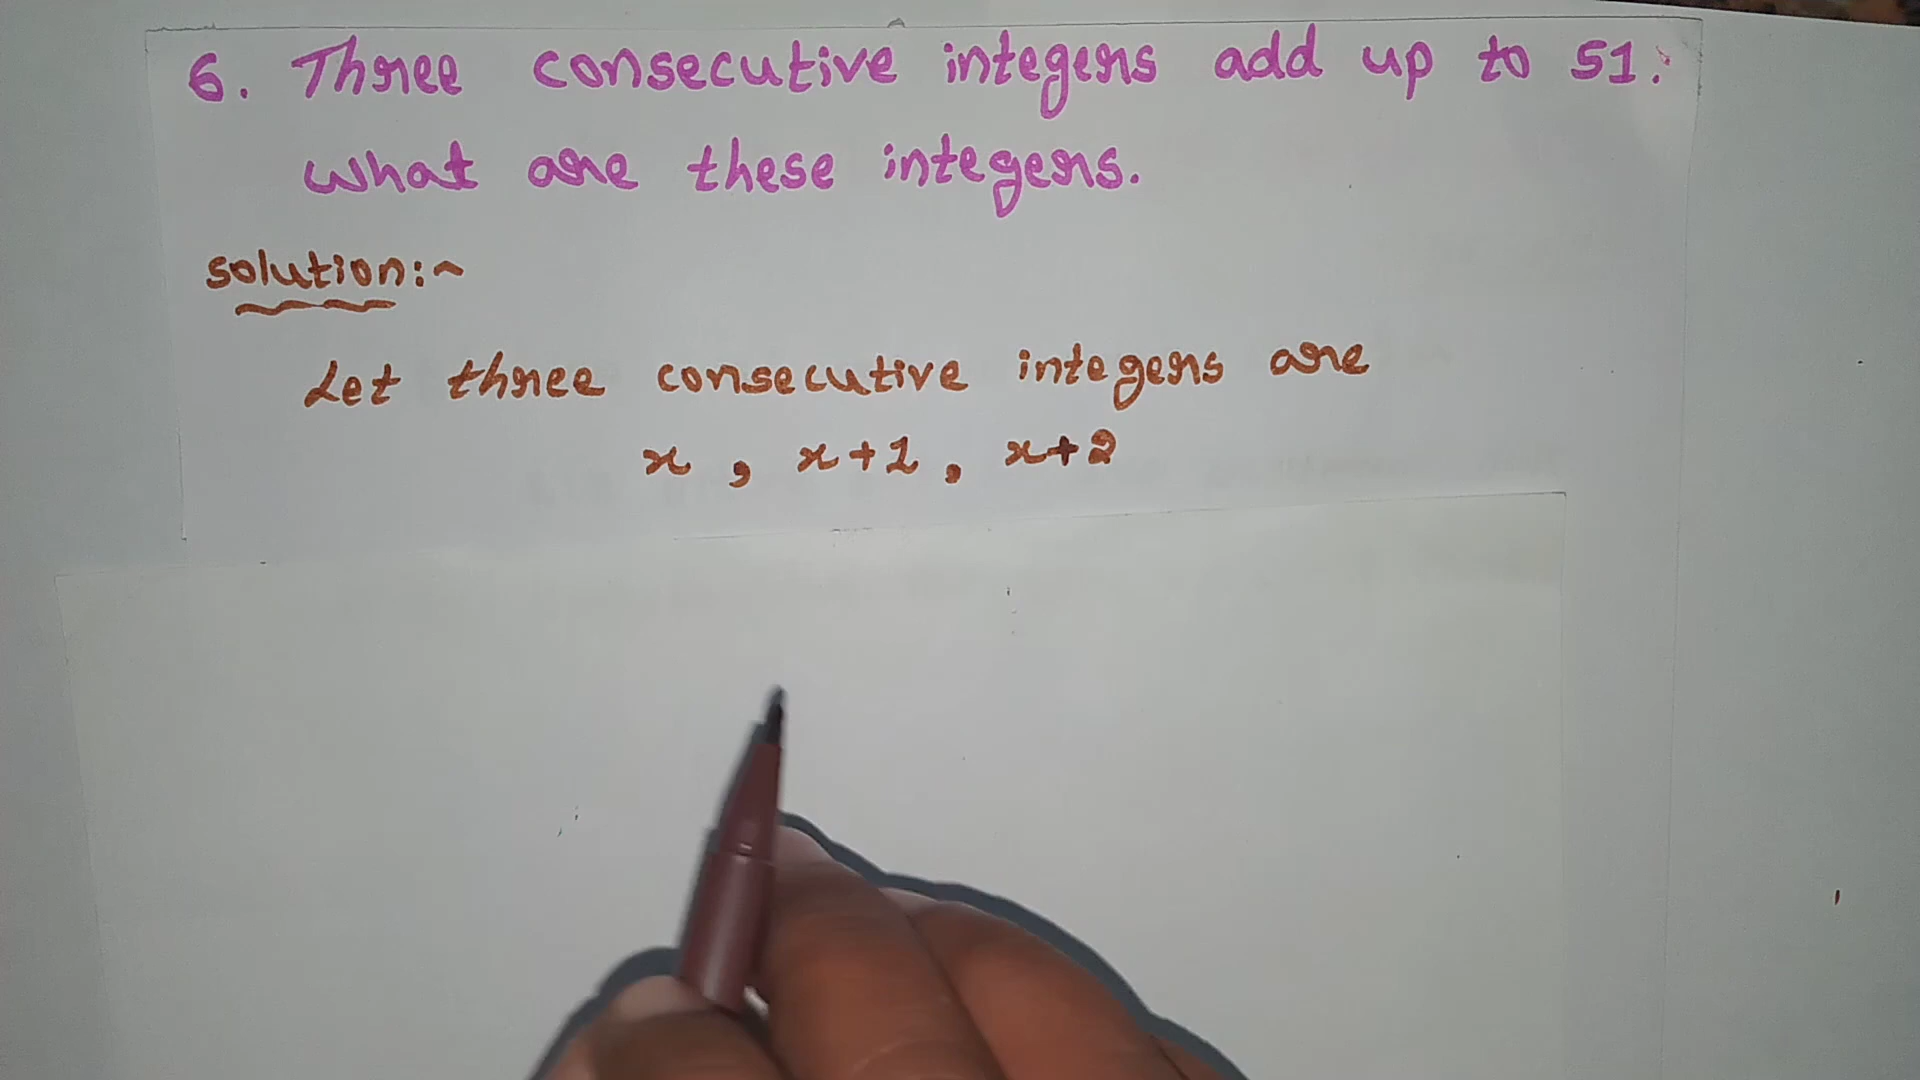 6. Three consecutive integers add up to 51.
What are these integers.
Solution:~
Let three consecutive integers are
x , x+1 , x+2